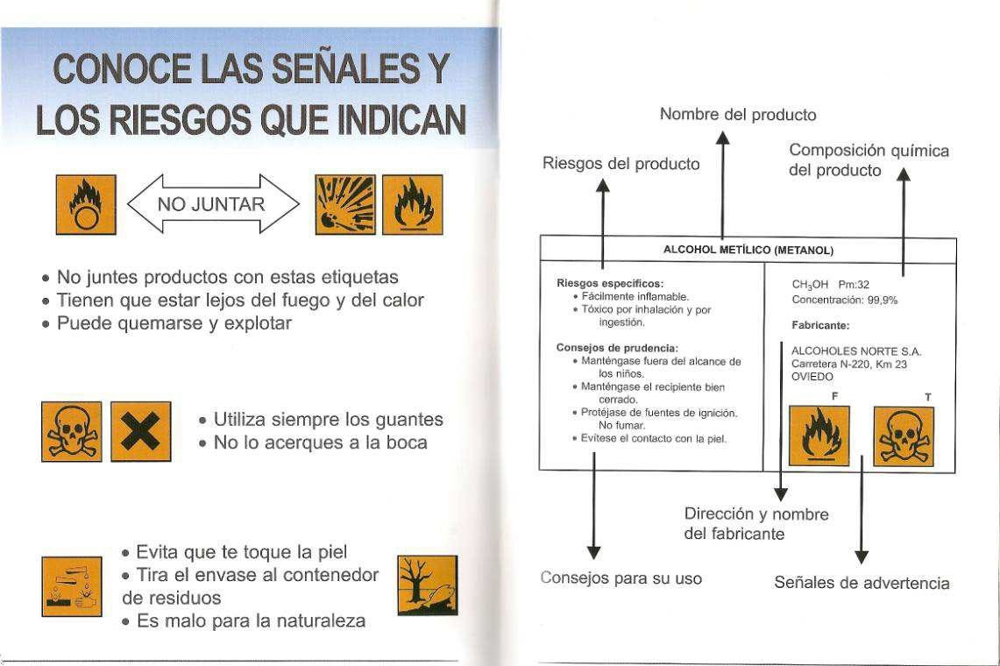 CONOCE LAS SEÑALES Y
LOS RIESGOS QUE INDICAN
NO JUNTAR
• No juntes productos con estas etiquetas
• Tienen que estar lejos del fuego y del calor
• Puede quemarse y explotar
• Utiliza siempre los guantes
• No lo acerques a la boca
• Evita que te toque la piel
• Tira el envase al contenedor
de residuos
• Es malo para la naturaleza
Nombre del producto
Riesgos del producto
Composición química
del producto
ALCOHOL METÍLICO (METANOL)
Riesgos específicos:
• Fácilmente inflamable.
• Tóxico por inhalación y por
ingestión.
Consejos de prudencia:
• Manténgase fuera del alcance de
los niños.
• Manténgase el recipiente bien
cerrado.
• Protéjase de fuentes de ignición.
No fumar.
• Evítese el contacto con la piel.
CH₃OH Pm:32
Concentración: 99,9%
Fabricante:
ALCOHOLES NORTE S.A.
Carretera N-220, Km 23
OVIEDO
F T
Dirección y nombre
del fabricante
Consejos para su uso
Señales de advertencia